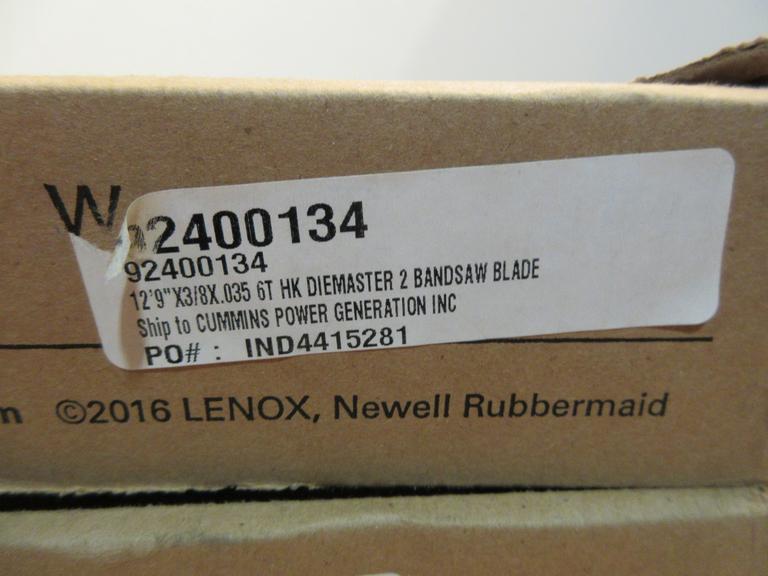 92400134
92400134
12'9"X3/8X.035 6T HK DIEMASTER 2 BANDSAW BLADE
Ship to CUMMINS POWER GENERATION INC
PO# : IND4415281
©2016 LENOX, Newell Rubbermaid